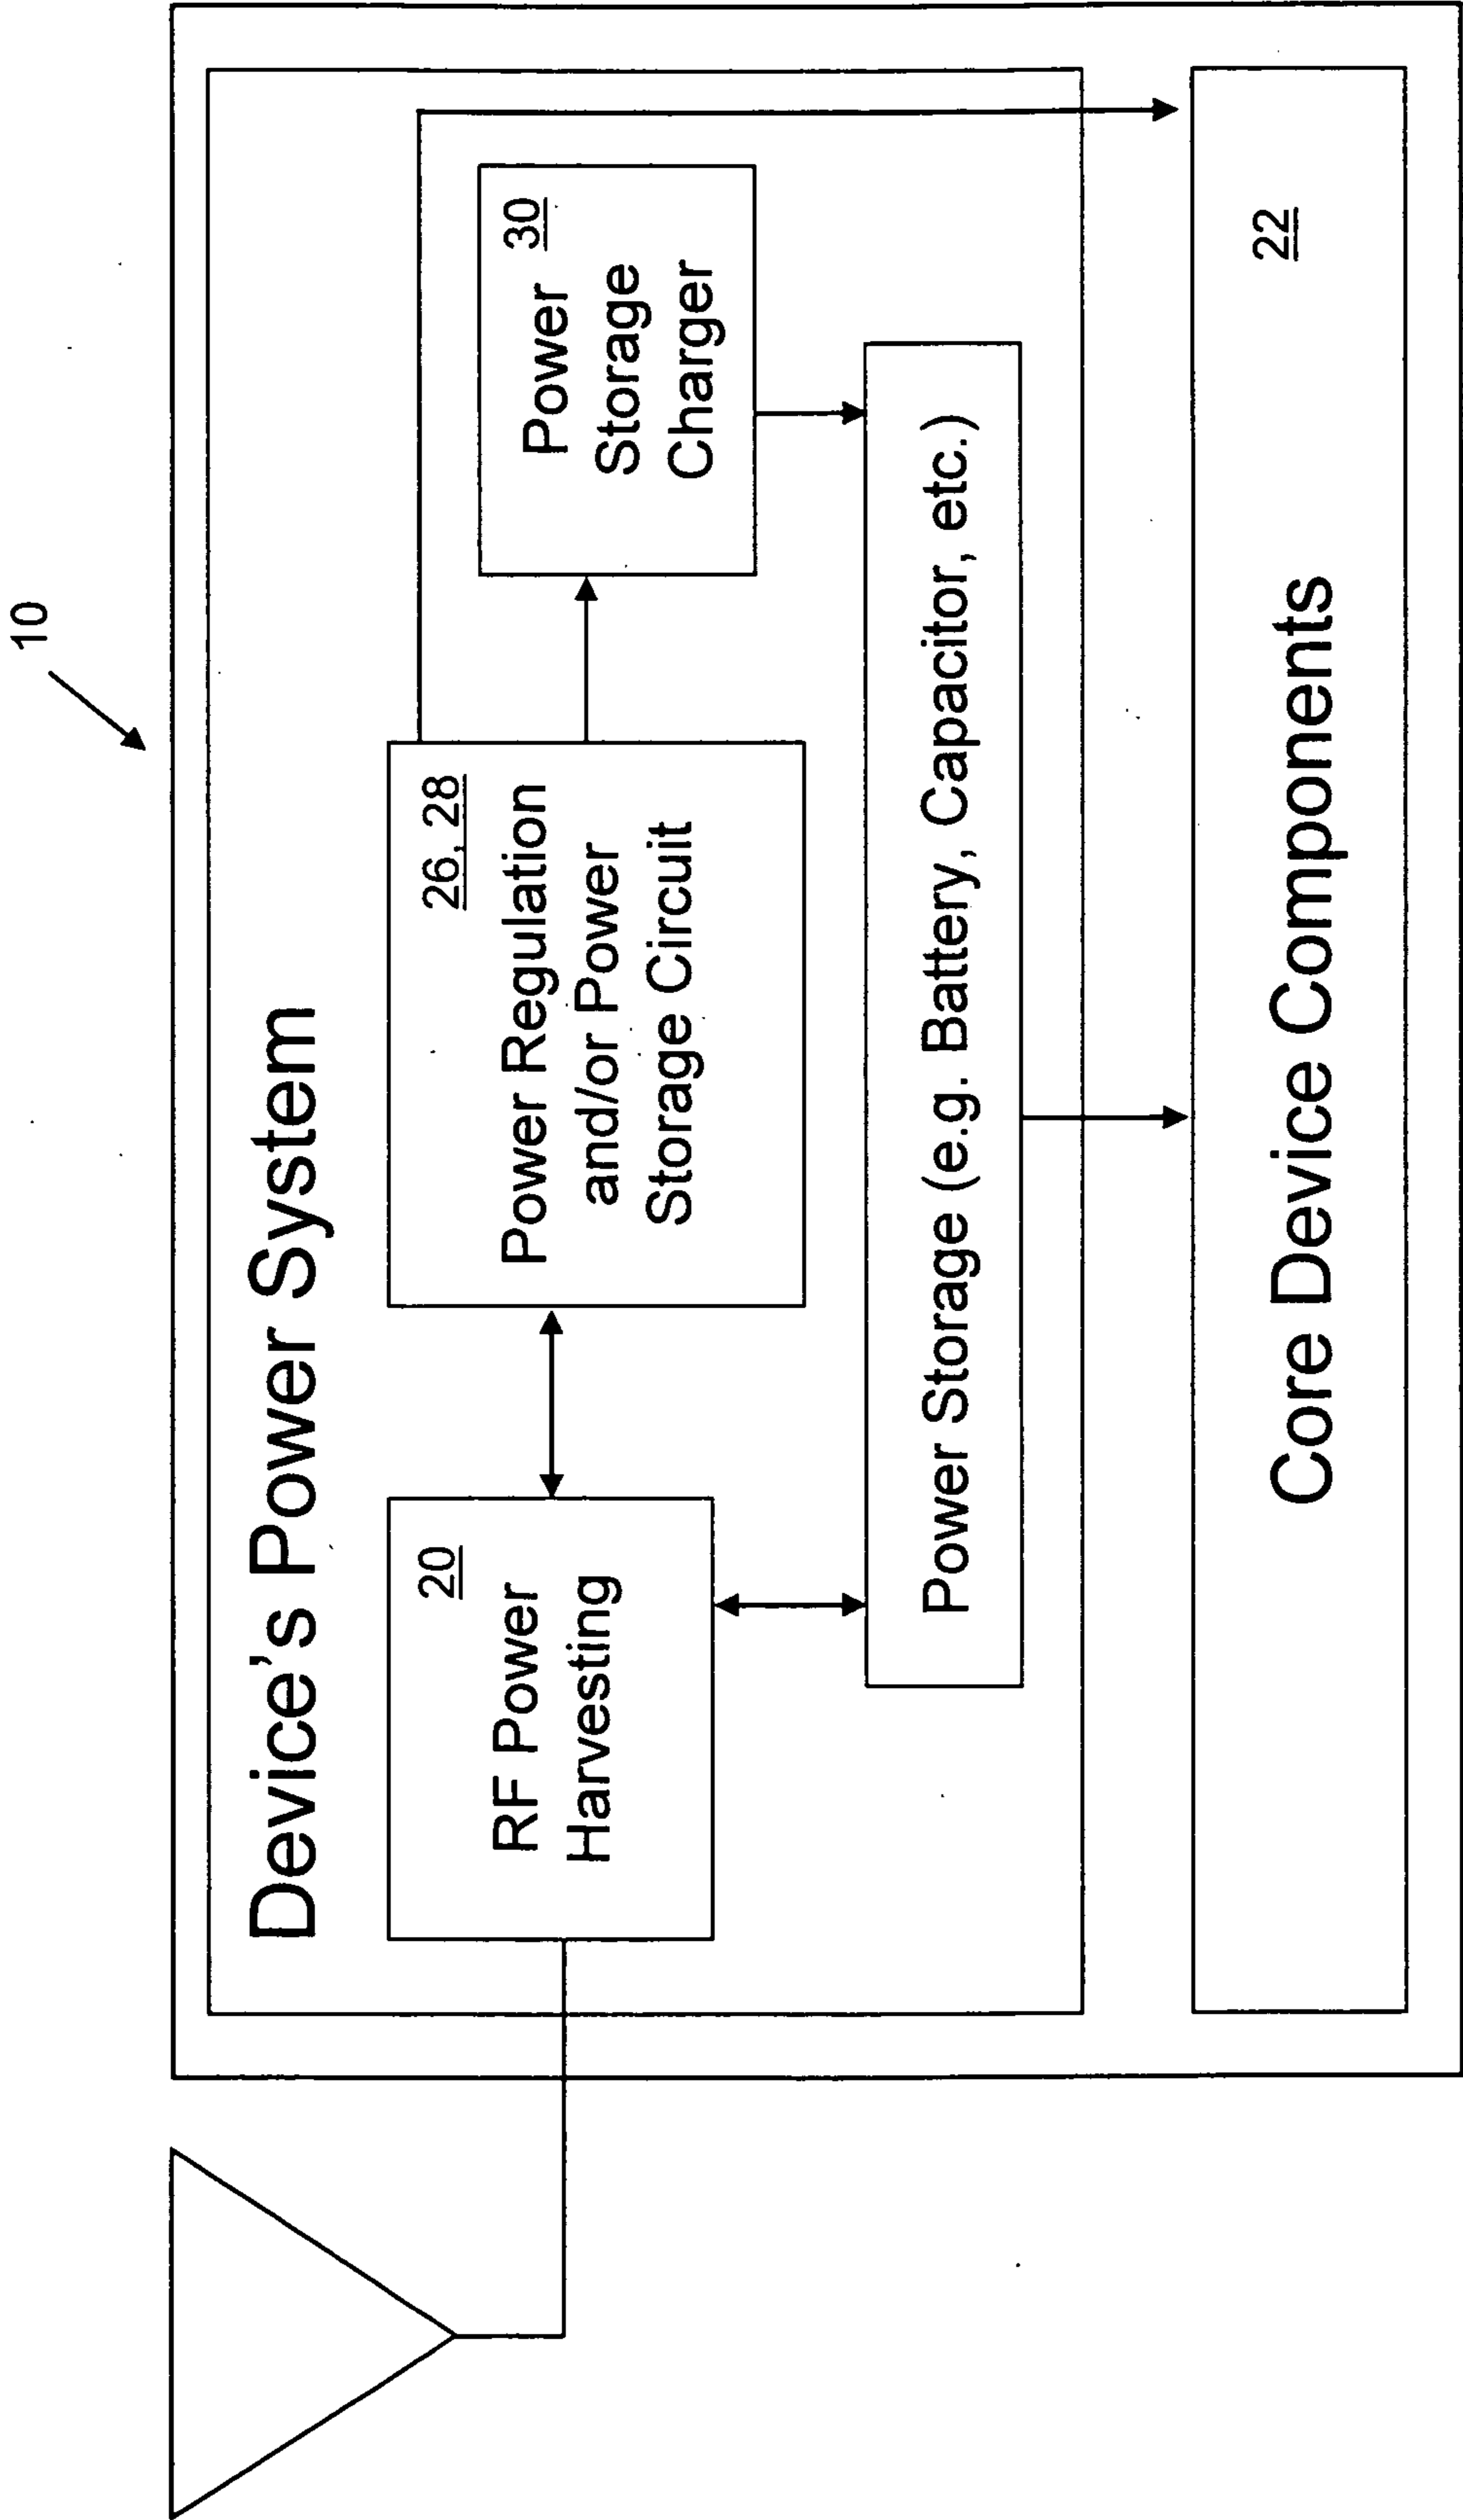 10
Device's Power System
20
RF Power
Harvesting
26, 28
Power Regulation
and/or Power
Storage Circuit
30
Power
Storage
Charger
Power Storage (e.g. Battery, Capacitor, etc.)
22
Core Device Components